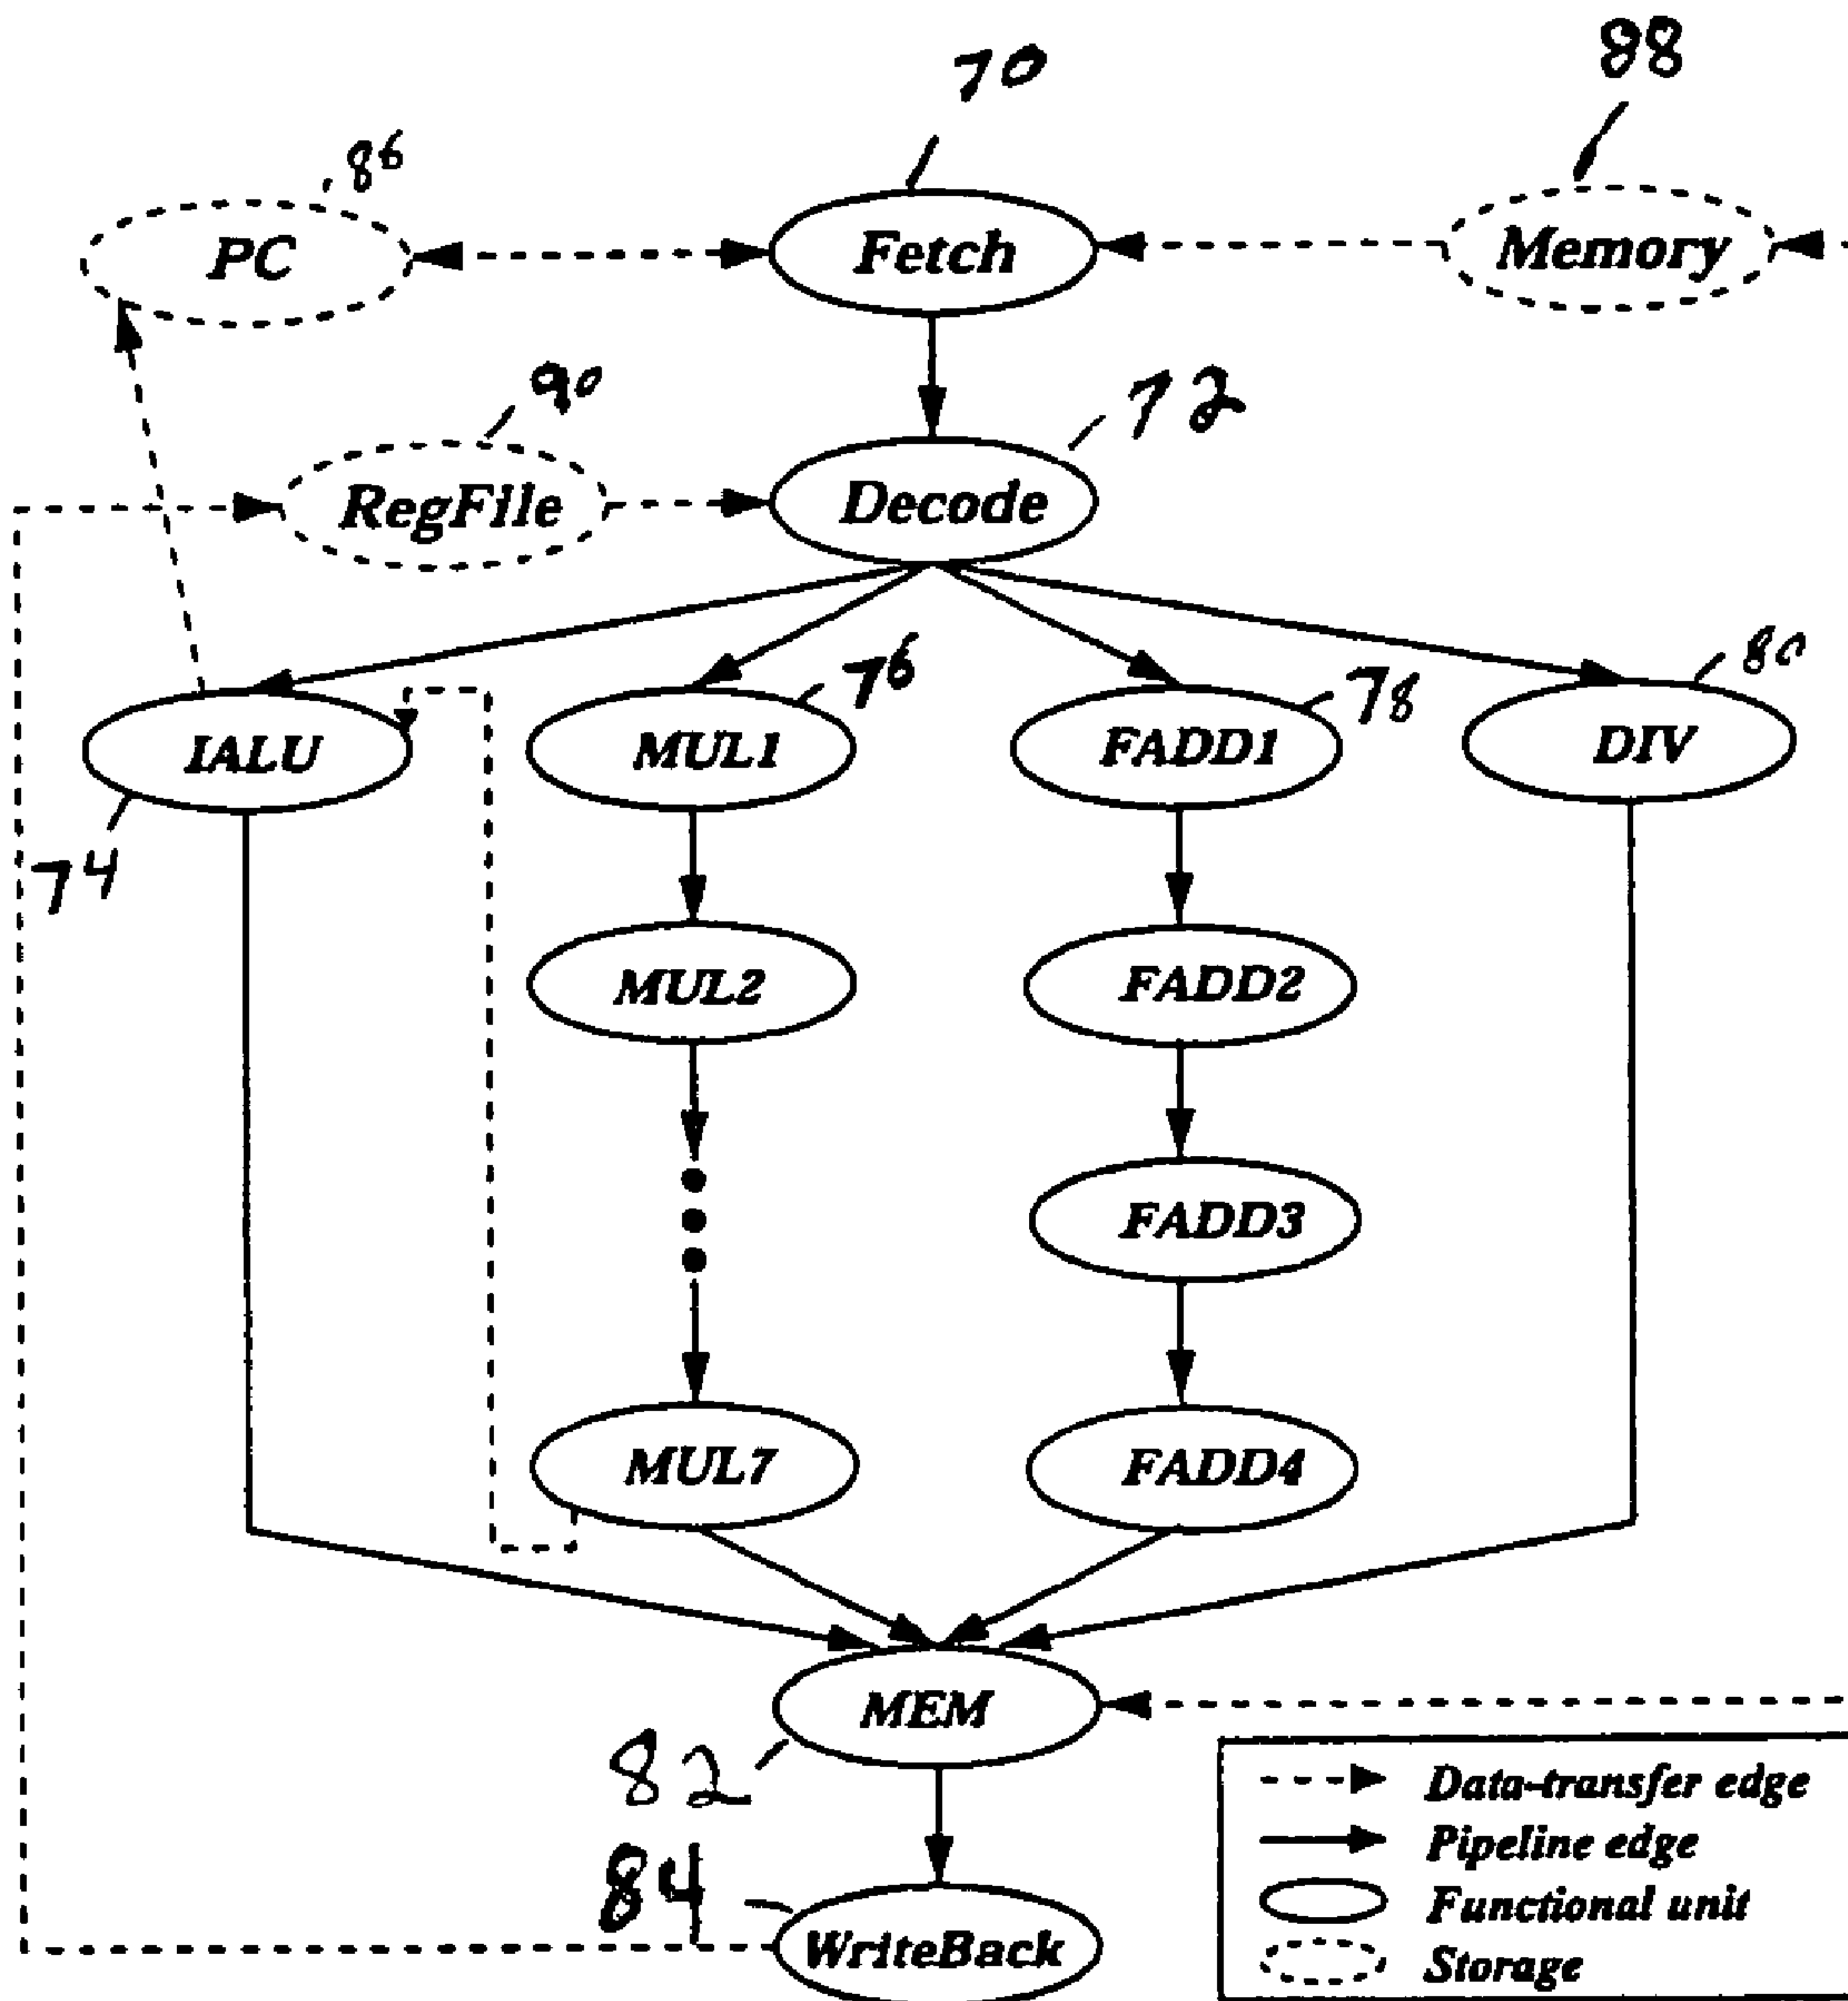 70
88
86
PC
Fetch
Memory
90
72
RegFile
Decode
76
78
80
IALU
MUL1
FADD1
DIV
74
MUL2
FADD2
FADD3
MUL7
FADD4
MEM
82
Data-transfer edge
Pipeline edge
84
Functional unit
WriteBack
Storage